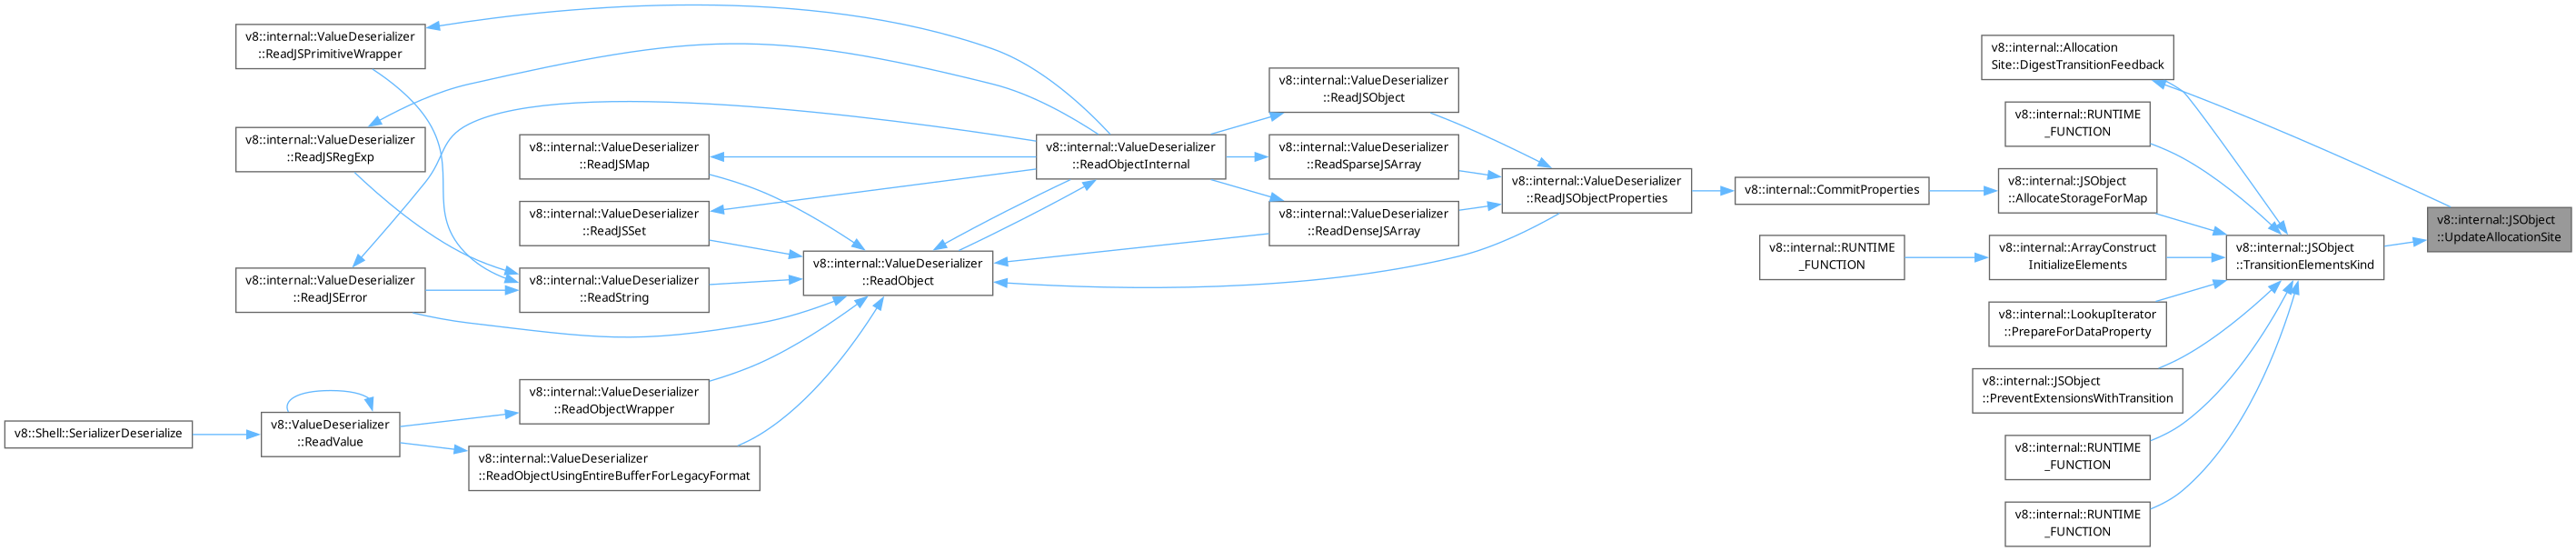 v8::internal::ValueDeserializer
::ReadJSPrimitiveWrapper
v8::internal::ValueDeserializer
::ReadJSRegExp
v8::internal::ValueDeserializer
::ReadJSError
v8::Shell::SerializerDeserialize
v8::ValueDeserializer
::ReadValue
v8::internal::ValueDeserializer
::ReadJSMap
v8::internal::ValueDeserializer
::ReadJSSet
v8::internal::ValueDeserializer
::ReadString
v8::internal::ValueDeserializer
::ReadObjectWrapper
v8::internal::ValueDeserializer
::ReadObjectUsingEntireBufferForLegacyFormat
v8::internal::ValueDeserializer
::ReadObject
v8::internal::ValueDeserializer
::ReadObjectInternal
v8::internal::ValueDeserializer
::ReadJSObject
v8::internal::ValueDeserializer
::ReadSparseJSArray
v8::internal::ValueDeserializer
::ReadDenseJSArray
v8::internal::ValueDeserializer
::ReadJSObjectProperties
v8::internal::CommitProperties
v8::internal::RUNTIME
_FUNCTION
v8::internal::Allocation
Site::DigestTransitionFeedback
v8::internal::RUNTIME
_FUNCTION
v8::internal::JSObject
::AllocateStorageForMap
v8::internal::ArrayConstruct
InitializeElements
v8::internal::LookupIterator
::PrepareForDataProperty
v8::internal::JSObject
::PreventExtensionsWithTransition
v8::internal::RUNTIME
_FUNCTION
v8::internal::RUNTIME
_FUNCTION
v8::internal::JSObject
::TransitionElementsKind
v8::internal::JSObject
::UpdateAllocationSite